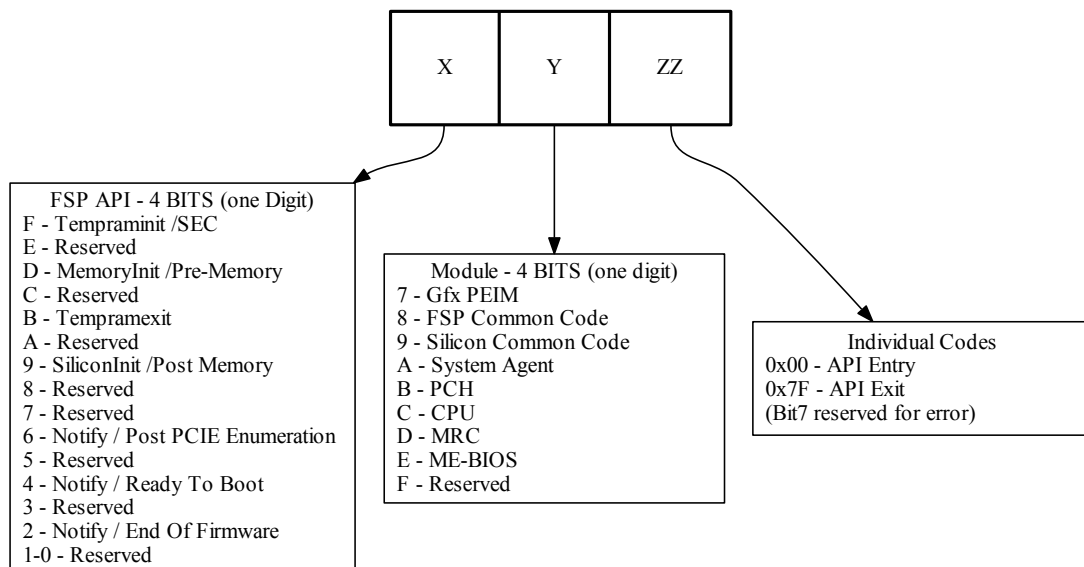 X
Y
ZZ
FSP API - 4 BITS (one Digit)
F - Tempraminit /SEC
E - Reserved
D - MemoryInit /Pre-Memory
C - Reserved
B - Tempramexit
A - Reserved
9 - SiliconInit /Post Memory
8 - Reserved
7 - Reserved
6 - Notify / Post PCIE Enumeration
5 - Reserved
4 - Notify / Ready To Boot
3 - Reserved
2 - Notify / End Of Firmware
1-0 - Reserved
Module - 4 BITS (one digit)
7 - Gfx PEIM
8 - FSP Common Code
9 - Silicon Common Code
A - System Agent
B - PCH
C - CPU
D - MRC
E - ME-BIOS
F - Reserved
Individual Codes
0x00 - API Entry
0x7F - API Exit
(Bit7 reserved for error)